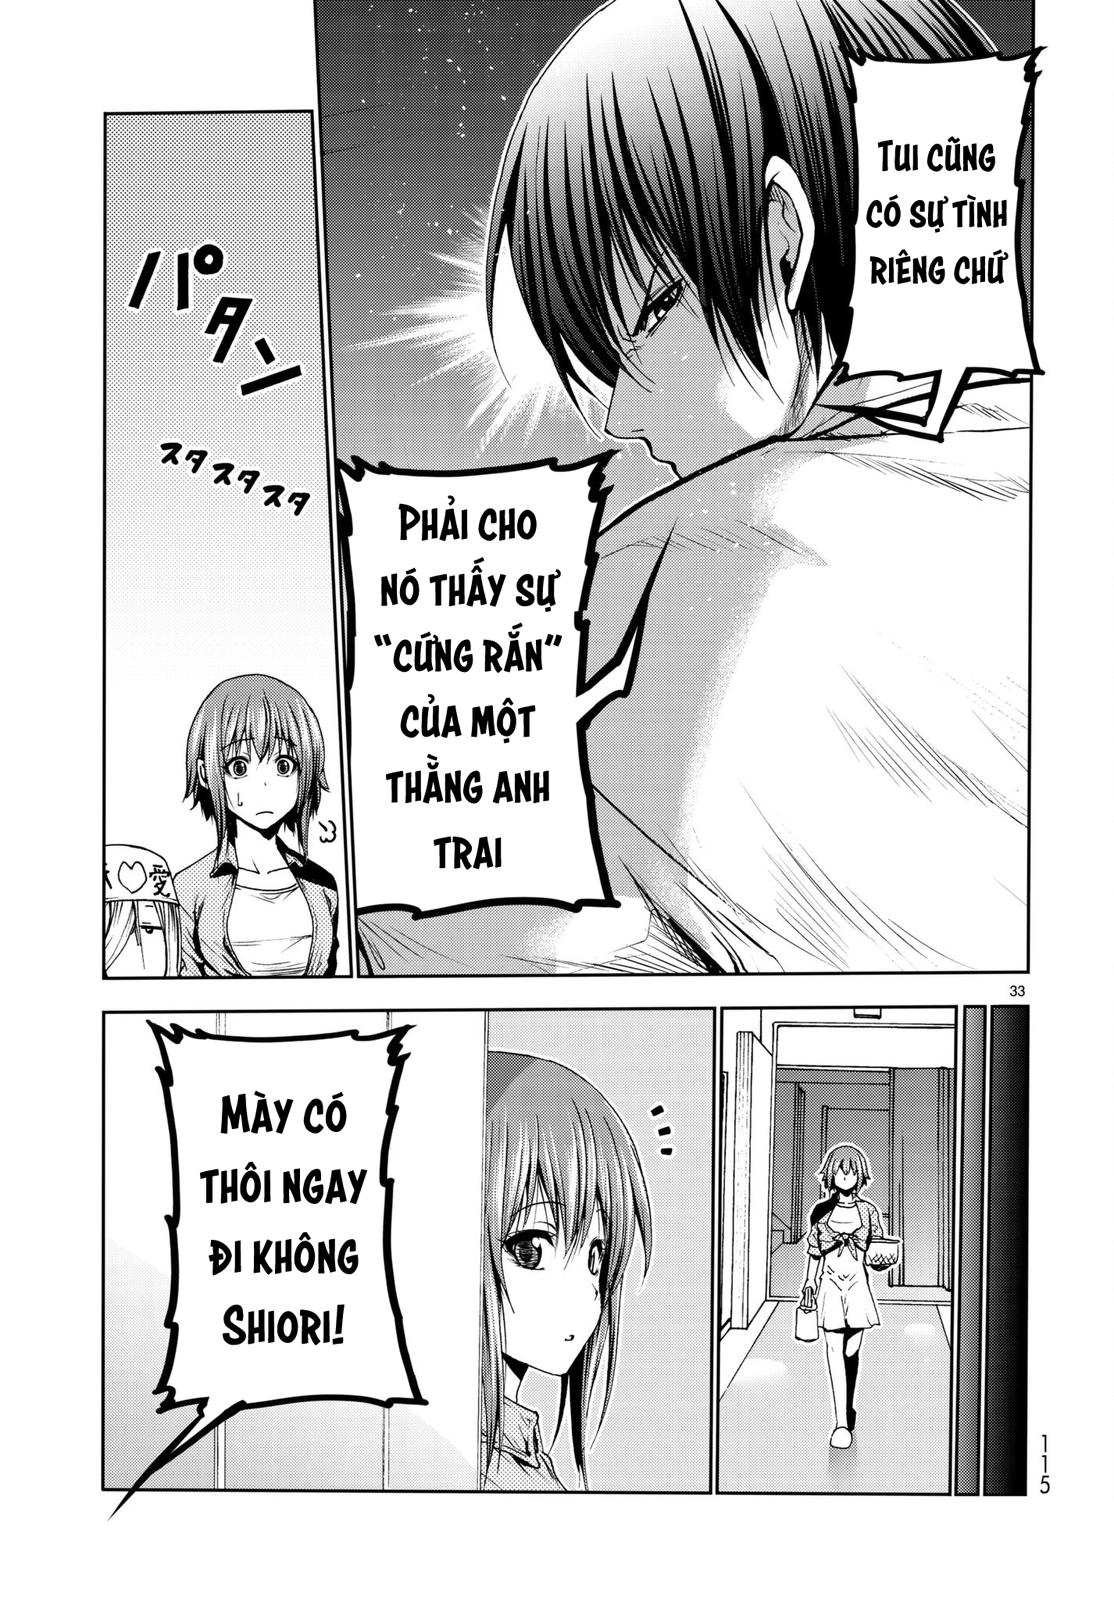 TUI CŨNG
CÓ SỰ TÌNH
RIÊNG CHỨ
PHẢI CHO
NÓ THẤY SỰ
“CỨNG RẮN”
CỦA MỘT
THẰNG ANH
TRAI
パタン
スタスタスタ
愛
33
MÀY CÓ
THÔI NGAY
ĐI KHÔNG
SHIORI!
115